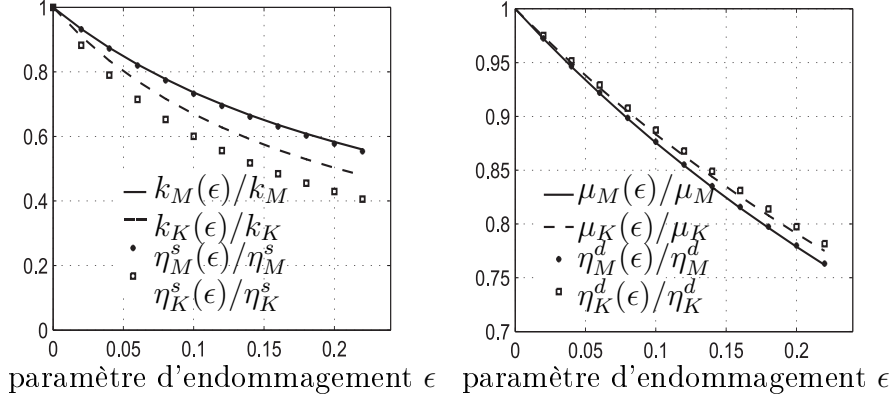 1
0.8
0.6
0.4
0.2
0
0 0.05 0.1 0.15 0.2
k_M(ϵ)/k_M
k_K(ϵ)/k_K
η^s_M(ϵ)/η^s_M
η^s_K(ϵ)/η^s_K
paramètre d'endommagement ϵ
1
0.95
0.9
0.85
0.8
0.75
0.7
0 0.05 0.1 0.15 0.2
μ_M(ϵ)/μ_M
μ_K(ϵ)/μ_K
η^d_M(ϵ)/η^d_M
η^d_K(ϵ)/η^d_K
paramètre d'endommagement ϵ